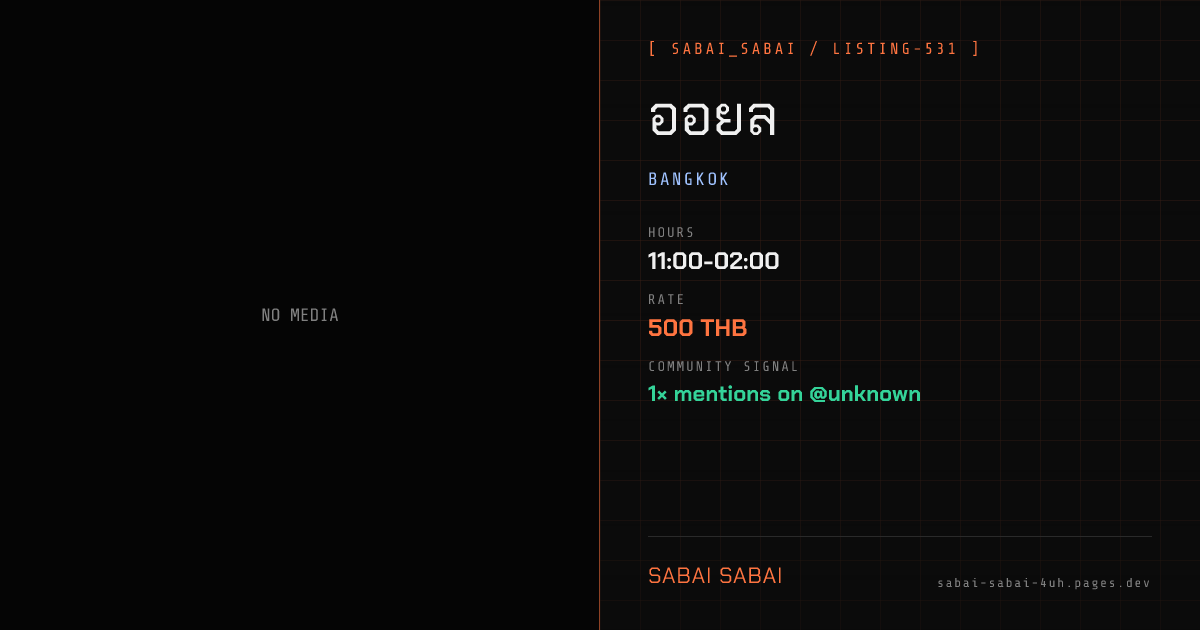 NO MEDIA
[ SABAI_SABAI / LISTING-531 ]
ออยล
BANGKOK
HOURS
11:00-02:00
RATE
500 THB
COMMUNITY SIGNAL
1× mentions on @unknown
SABAI SABAI
sabai-sabai-4uh.pages.dev